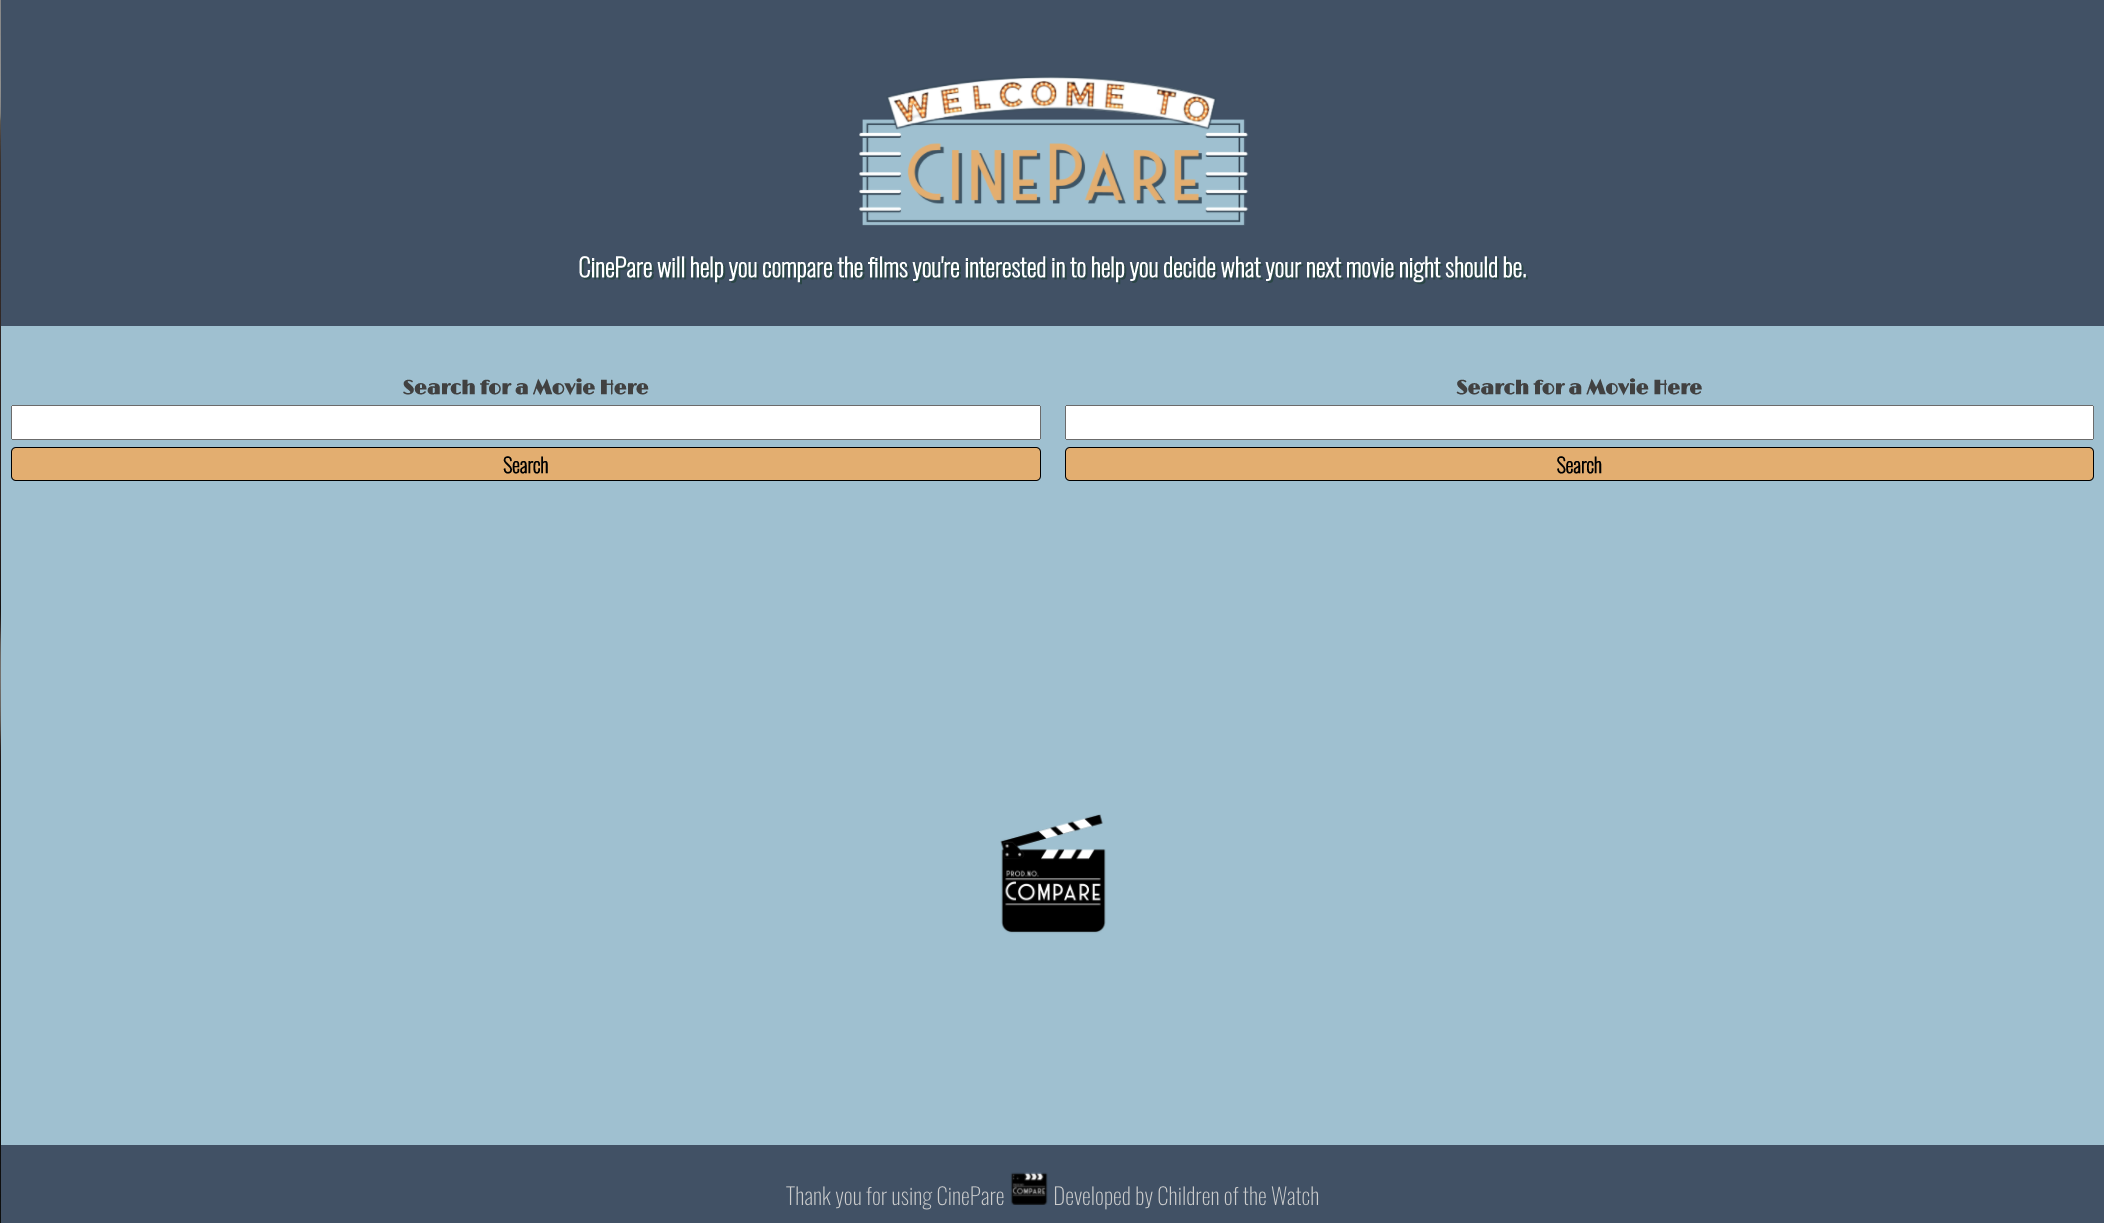 WELCOME TO
CINEPARE
CinePare will help you compare the films you're interested in to help you decide what your next movie night should be.
Search for a Movie Here
Search
Search for a Movie Here
Search
PROD.NO.
COMPARE
Thank you for using CinePare COMPARE Developed by Children of the Watch